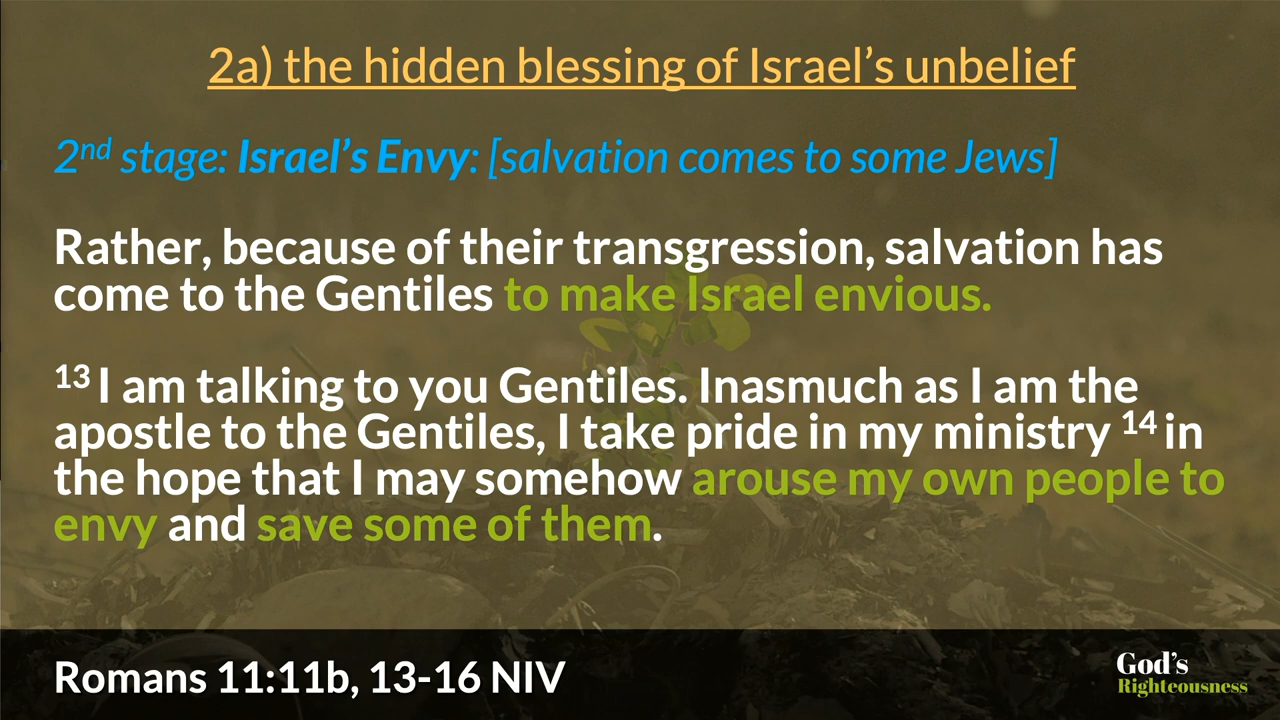 2a) the hidden blessing of Israel’s unbelief
2nd stage: Israel’s Envy: [salvation comes to some Jews]
Rather, because of their transgression, salvation has
come to the Gentiles to make Israel envious.
13 I am talking to you Gentiles. Inasmuch as I am the
apostle to the Gentiles, I take pride in my ministry 14 in
the hope that I may somehow arouse my own people to
envy and save some of them.
Romans 11:11b, 13-16 NIV
God’s
Righteousness